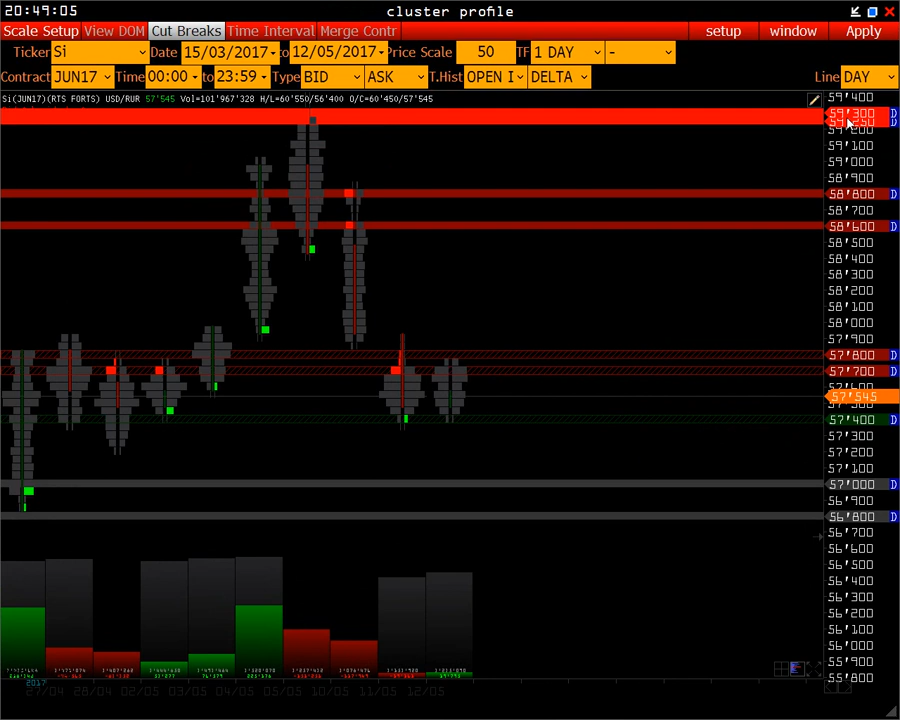 20:49:05 cluster profile
Scale Setup View DOM Cut Breaks Time Interval Merge Contr setup window Apply
Ticker Si Date 15/03/2017 to 12/05/2017 Price Scale 50 TF 1 DAY -
Contract JUN17 Time 00:00 to 23:59 Type BID ASK T.Hist OPEN I DELTA Line DAY
Si(JUN17)(RTS FORTS) USD/RUR 57'545 Vol=101'967'328 H/L=60'550/56'400 O/C=60'450/57'545
59'400
59'300 D
D
59'200
59'100
59'000
58'900
58'800 D
58'700
58'600 D
58'500
58'400
58'300
58'200
58'100
58'000
57'900
57'800 D
57'700 D
57'545
57'400 D
57'300
57'200
57'100
57'000 D
56'900
56'800 D
56'700
56'600
56'500
56'400
56'300
56'200
56'100
56'000
55'900
55'800
2017
27/04 28/04 02/05 03/05 04/05 05/05 10/05 11/05 12/05